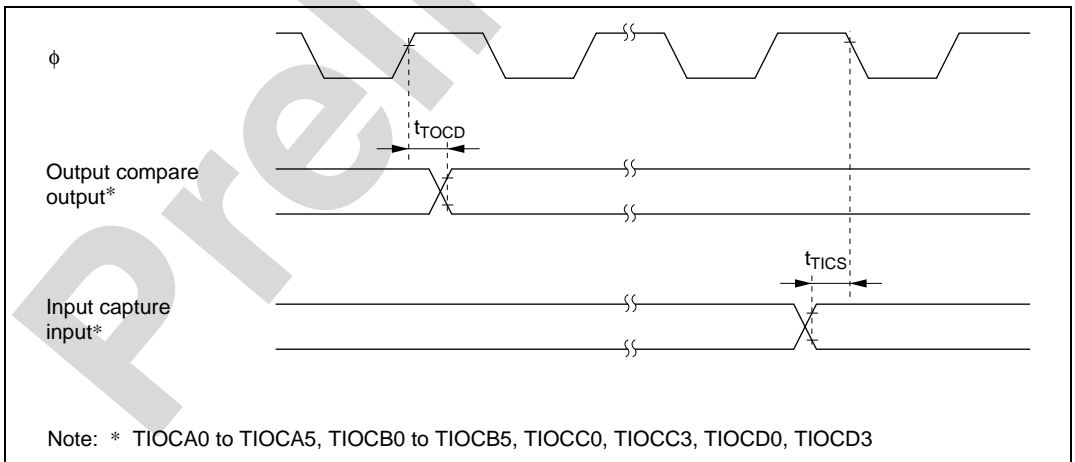 Preli
ϕ
tTOCD
Output compare
output*
tTICS
Input capture
input*
Note: * TIOCA0 to TIOCA5, TIOCB0 to TIOCB5, TIOCC0, TIOCC3, TIOCD0, TIOCD3